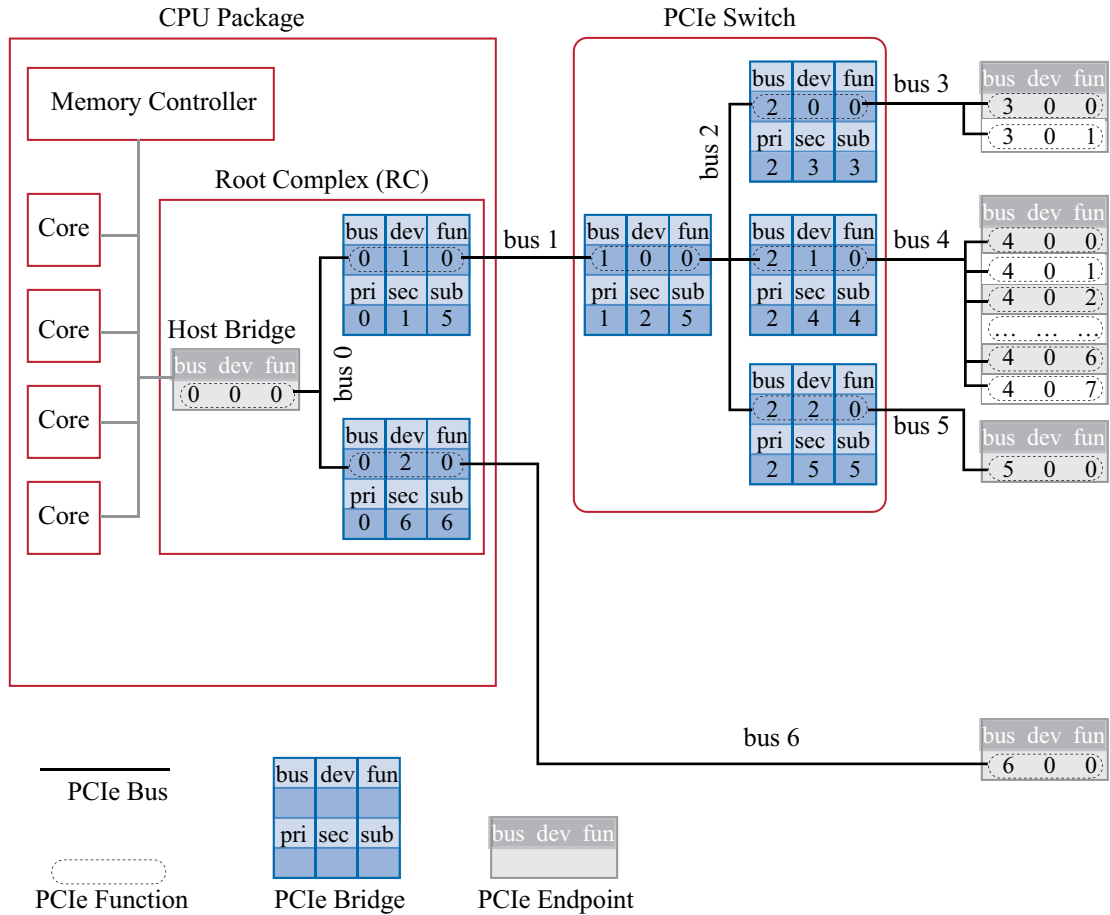 CPU Package
PCIe Switch
Memory Controller
Root Complex (RC)
Core
Core
Core
Core
Host Bridge
bus dev fun
0 0 0
bus 0
bus dev fun
0 1 0
pri sec sub
0 1 5
bus dev fun
0 2 0
pri sec sub
0 6 6
bus 1
bus dev fun
1 0 0
pri sec sub
1 2 5
bus 2
bus dev fun
2 0 0
pri sec sub
2 3 3
bus dev fun
2 1 0
pri sec sub
2 4 4
bus dev fun
2 2 0
pri sec sub
2 5 5
bus 3
bus dev fun
3 0 0
3 0 1
bus 4
bus dev fun
4 0 0
4 0 1
4 0 2
... ... ...
4 0 6
4 0 7
bus 5
bus dev fun
5 0 0
bus 6
bus dev fun
6 0 0
PCIe Bus
PCIe Function
bus dev fun
pri sec sub
PCIe Bridge
bus dev fun
PCIe Endpoint